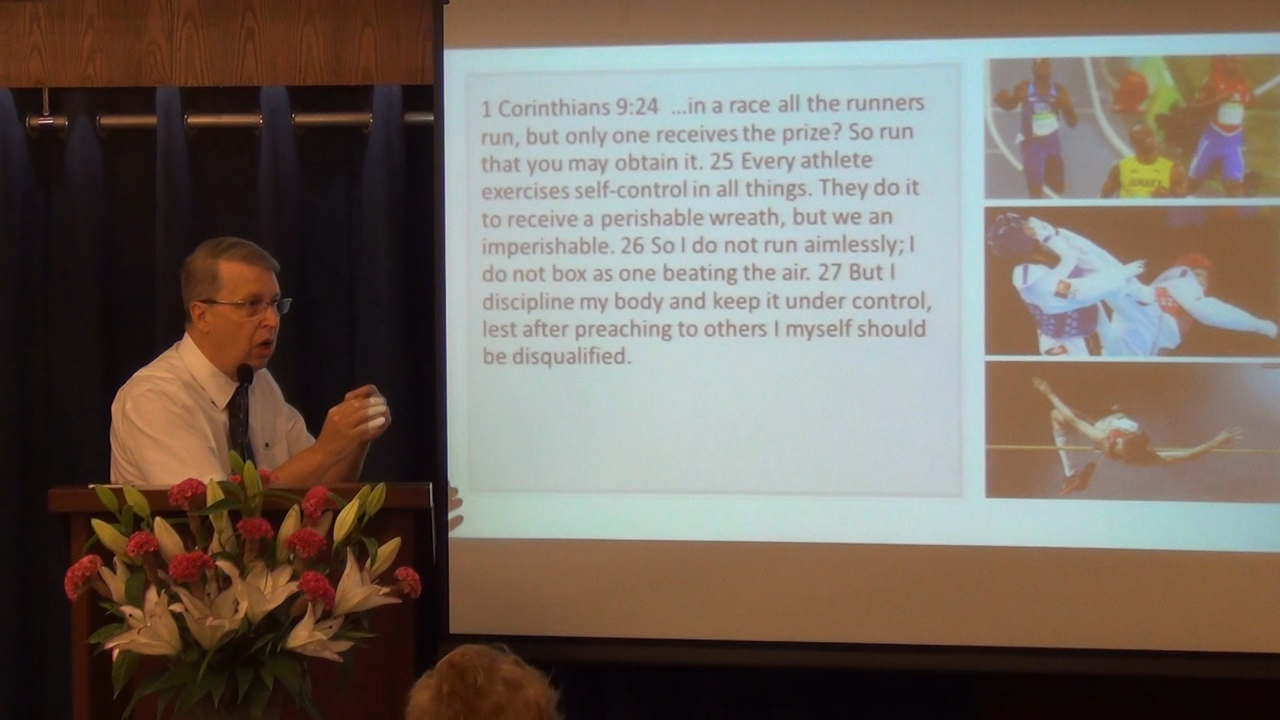 1 Corinthians 9:24 ...in a race all the runners
run, but only one receives the prize? So run
that you may obtain it. 25 Every athlete
exercises self-control in all things. They do it
to receive a perishable wreath, but we an
imperishable. 26 So I do not run aimlessly; I
do not box as one beating the air. 27 But I
discipline my body and keep it under control,
lest after preaching to others I myself should
be disqualified.